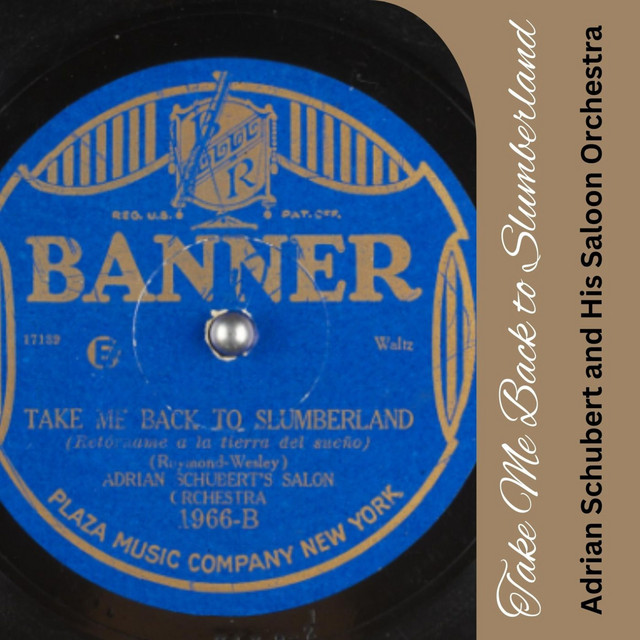 REG. U.S. PAT. OFF.
BANNER
17189
E
Waltz
TAKE ME BACK TO SLUMBERLAND
(Retórname a la tierra del sueño)
(Raymond-Wesley)
ADRIAN SCHUBERT'S SALON
ORCHESTRA
1966-B
PLAZA MUSIC COMPANY NEW YORK
Take Me Back to Slumberland
Adrian Schubert and His Saloon Orchestra